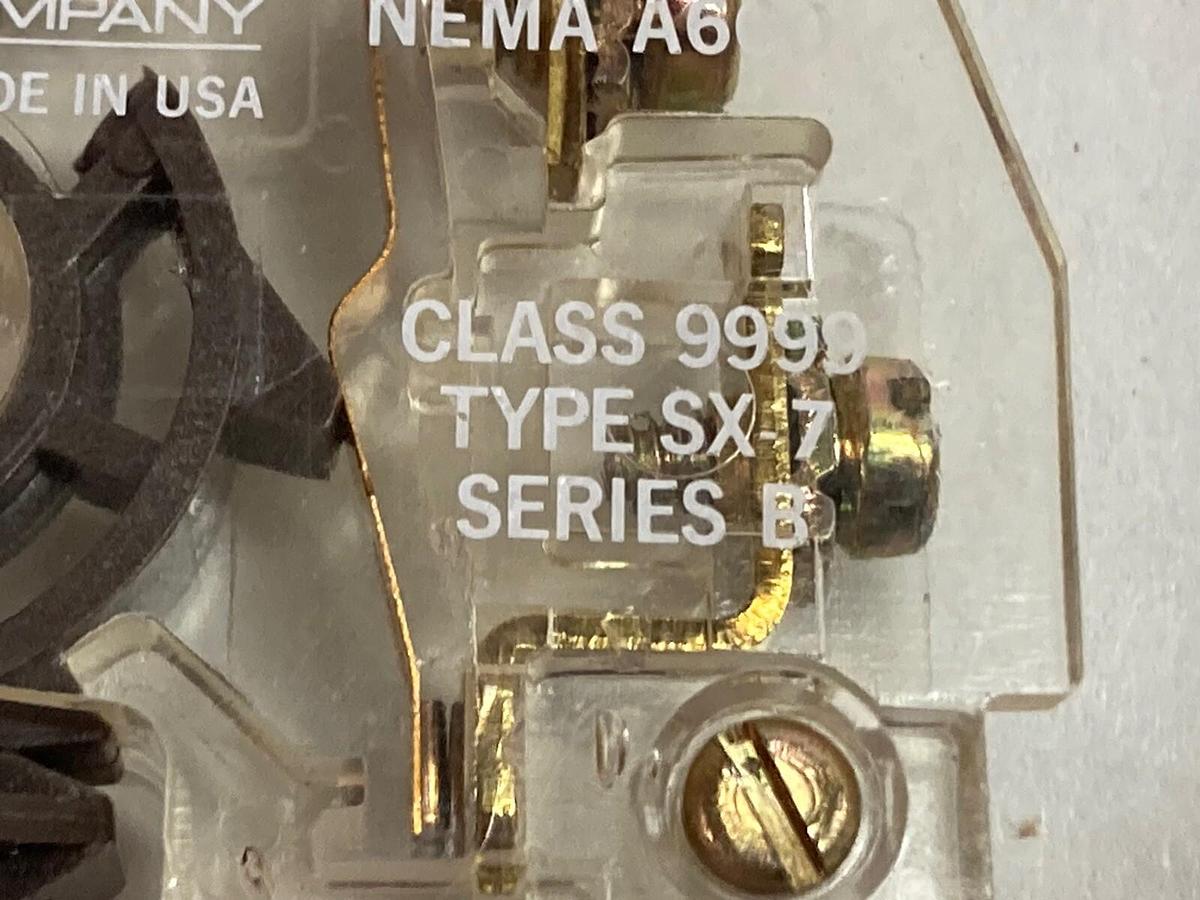 MPANY
DE IN USA
NEMA A6
CLASS 9999
TYPE SX-7
SERIES B